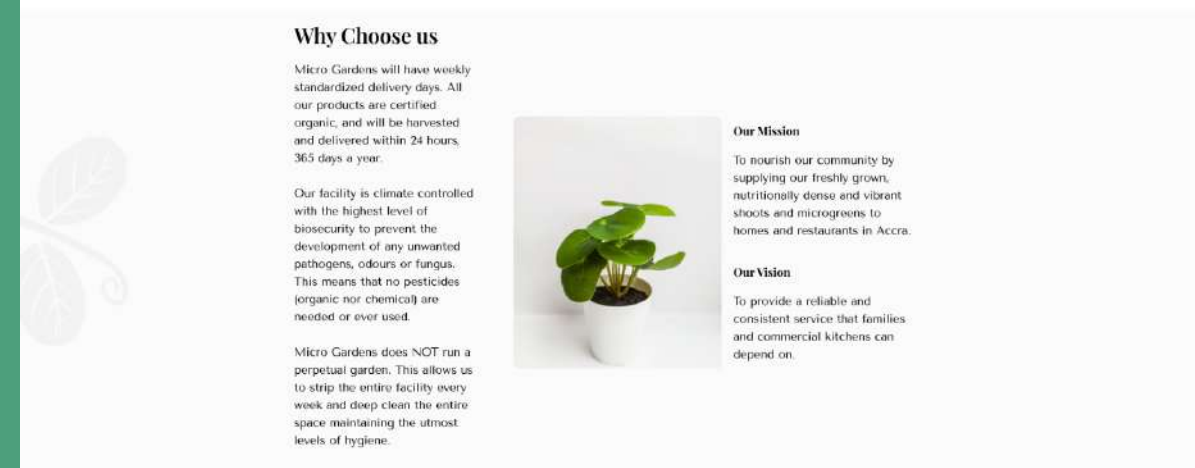 Why Choose us
Micro Gardens will have weekly
standardized delivery days. All
our products are certified
organic, and will be harvested
and delivered within 24 hours,
365 days a year.
Our facility is climate controlled
with the highest level of
biosecurity to prevent the
development of any unwanted
pathogens, odours or fungus.
This means that no pesticides
(organic nor chemical) are
needed or ever used.
Micro Gardens does NOT run a
perpetual garden. This allows us
to strip the entire facility every
week and deep clean the entire
space maintaining the utmost
levels of hygiene.
Our Mission
To nourish our community by
supplying our freshly grown,
nutritionally dense and vibrant
shoots and microgreens to
homes and restaurants in Accra.
Our Vision
To provide a reliable and
consistent service that families
and commercial kitchens can
depend on.